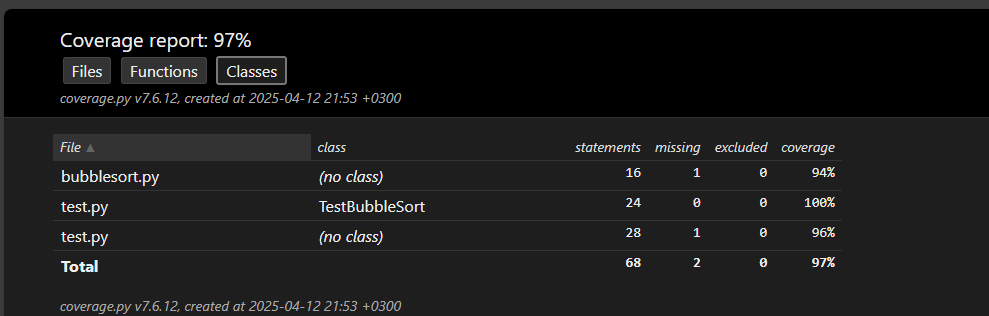 Coverage report: 97%
Files Functions Classes
coverage.py v7.6.12, created at 2025-04-12 21:53 +0300
File ▲ class statements missing excluded coverage
bubblesort.py (no class) 16 1 0 94%
test.py TestBubbleSort 24 0 0 100%
test.py (no class) 28 1 0 96%
Total 68 2 0 97%
coverage.py v7.6.12, created at 2025-04-12 21:53 +0300